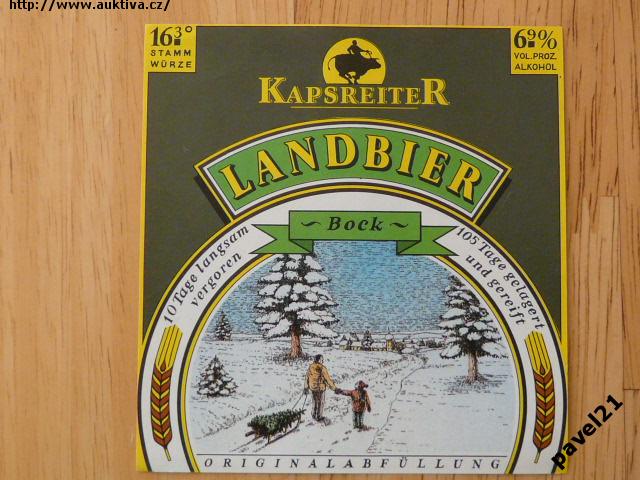 http://www.auktiva.cz/
16 3°
STAMM
WÜRZE
6.9%
VOL.PROZ.
ALKOHOL
KAPSREITER
LANDBIER
~ Bock ~
10 Tage langsam
vergoren
105 Tage gelagert
und gereift
ORIGINALABFÜLLUNG
pavel21